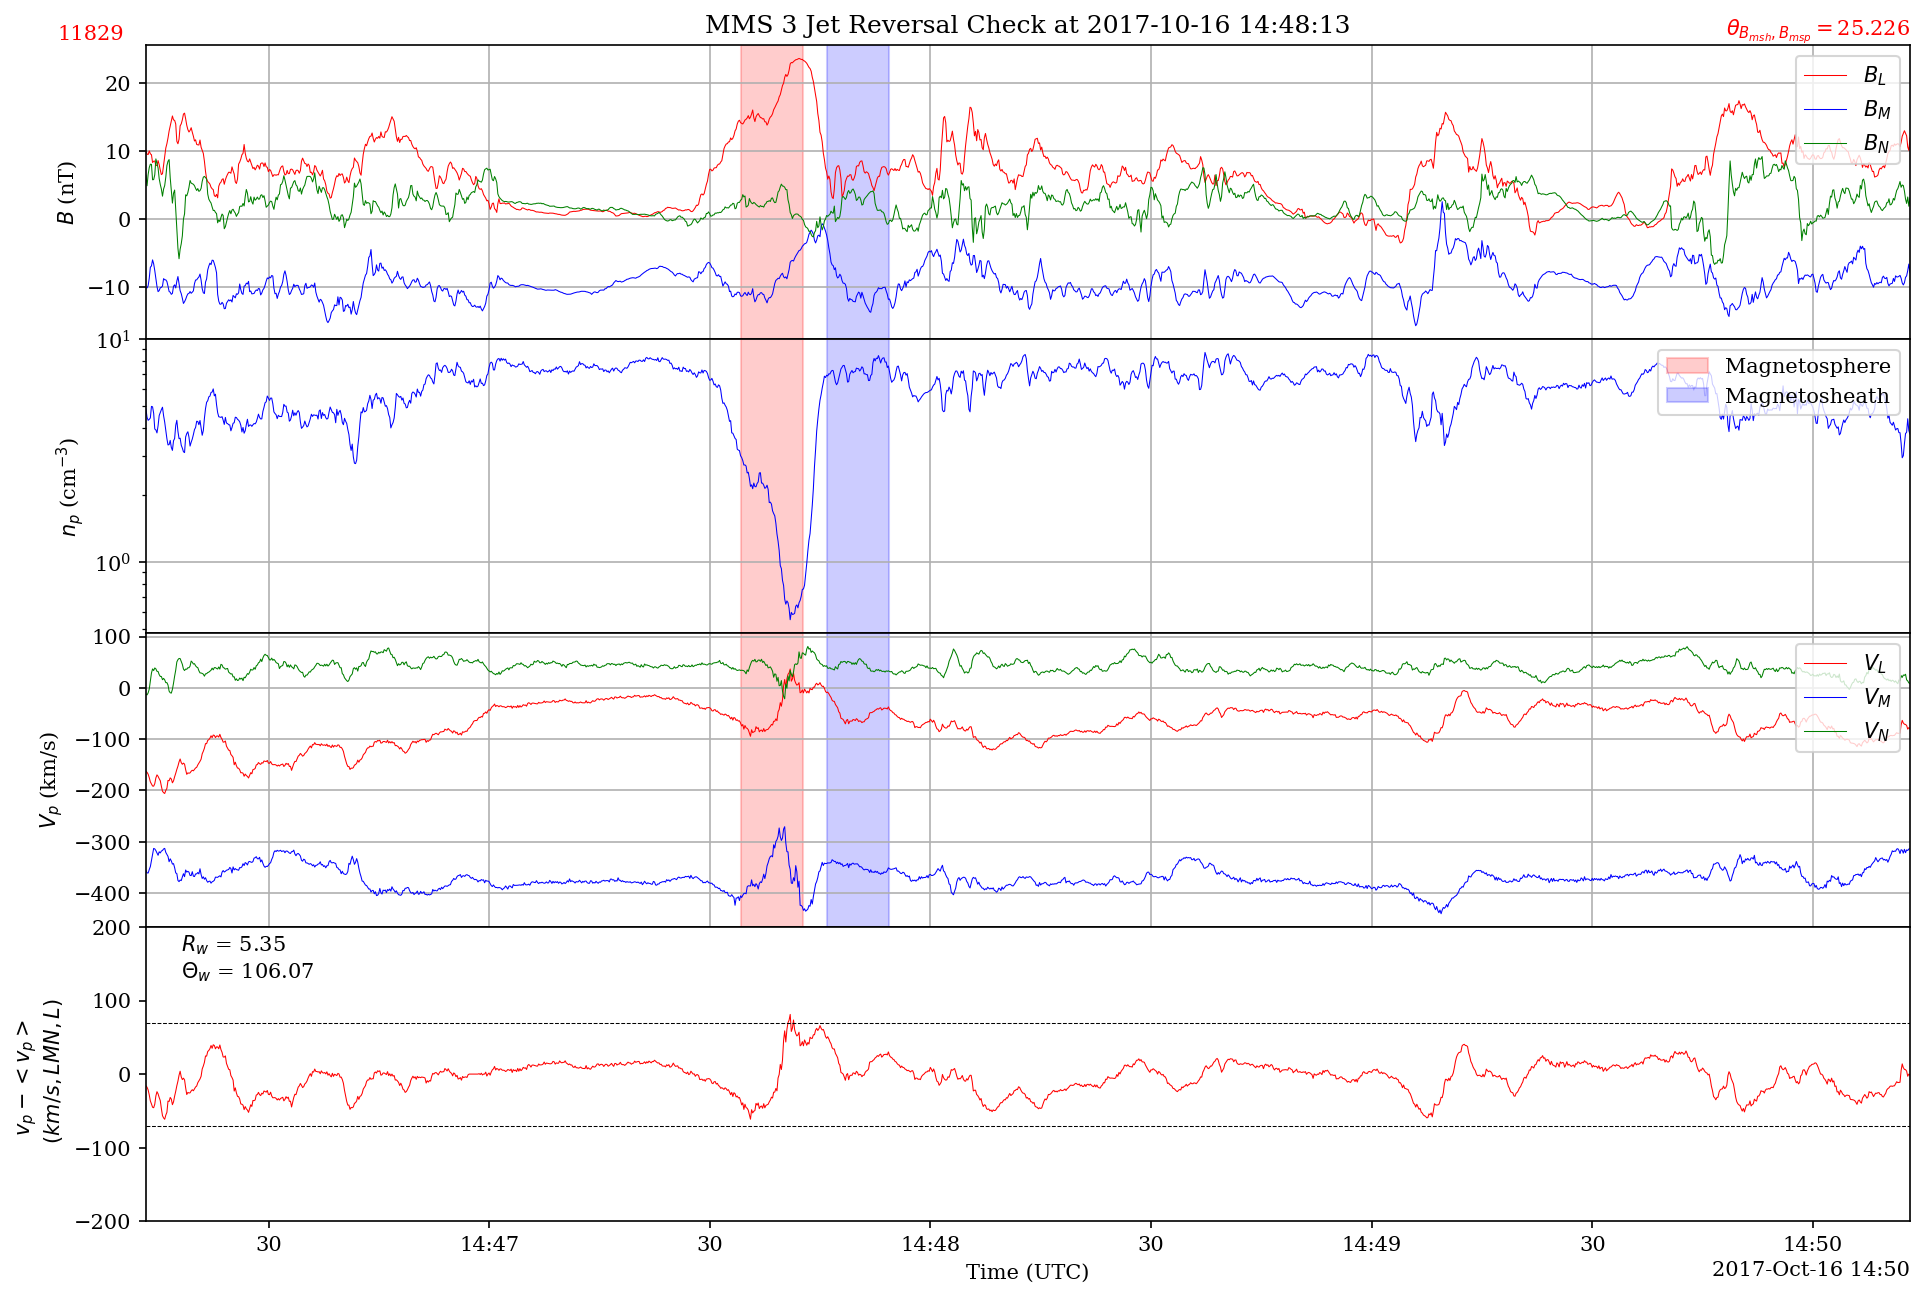 11829
MMS 3 Jet Reversal Check at 2017-10-16 14:48:13
θ_{B_{msh}, B_{msp}} = 25.226
B (nT)
20
10
0
−10
B_L
B_M
B_N
n_p (cm^{−3})
10^1
10^0
Magnetosphere
Magnetosheath
V_p (km/s)
100
0
−100
−200
−300
−400
V_L
V_M
V_N
v_p − < v_p >
(km/s, LMN, L)
200
100
0
−100
−200
R_w = 5.35
Θ_w = 106.07
30
14:47
30
14:48
30
14:49
30
14:50
Time (UTC)
2017-Oct-16 14:50